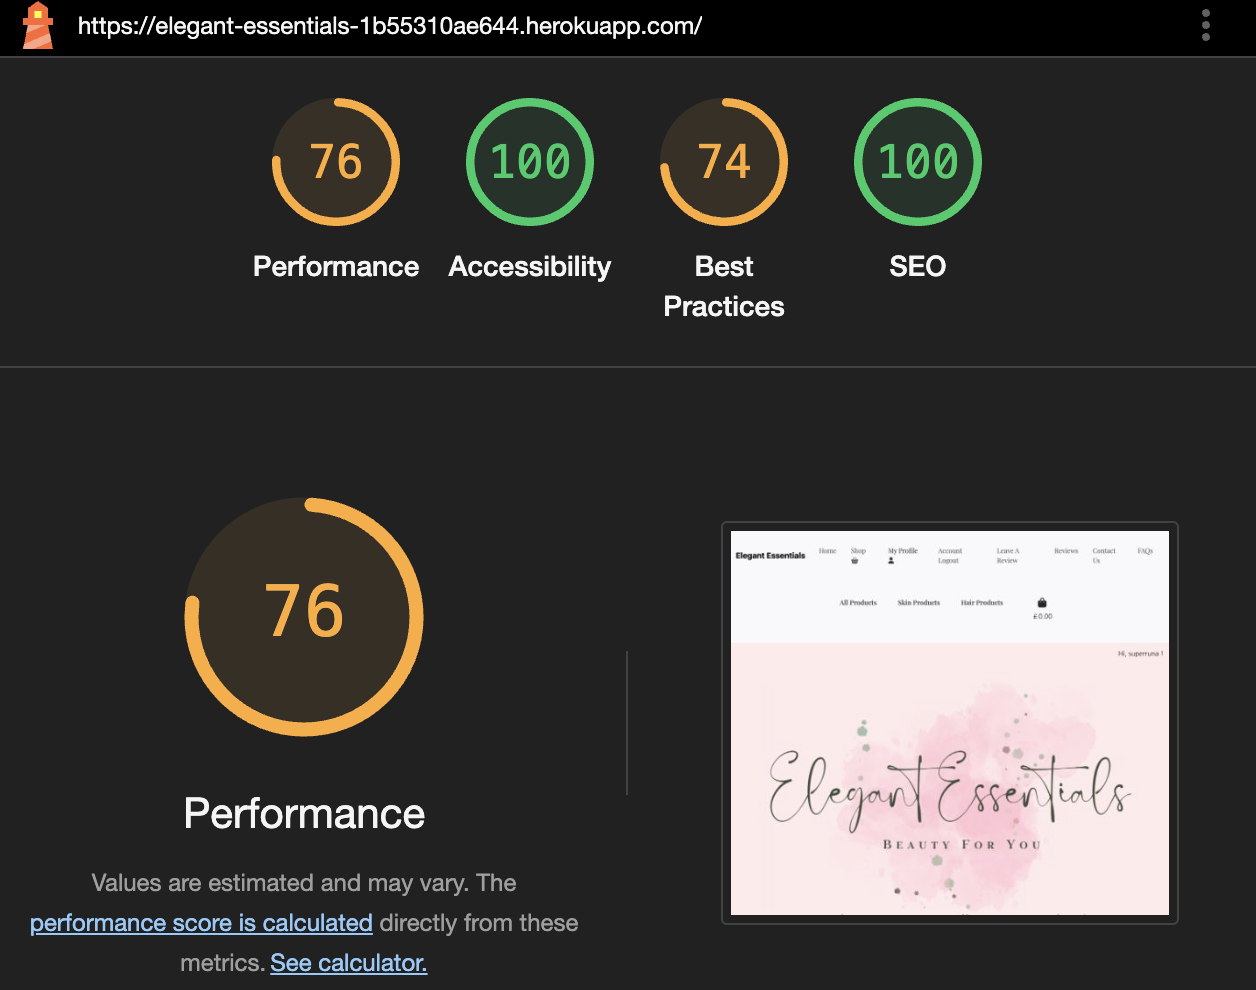 https://elegant-essentials-1b55310ae644.herokuapp.com/
76 100 74 100
Performance Accessibility Best Practices SEO
76
Performance
Values are estimated and may vary. The
performance score is calculated directly from these
metrics. See calculator.
Elegant Essentials Home Shop My Profile Account Logout Leave A Review Reviews Contact Us FAQs
All Products Skin Products Hair Products
£0.00
Hi, superruna !
Elegant Essentials
BEAUTY FOR YOU